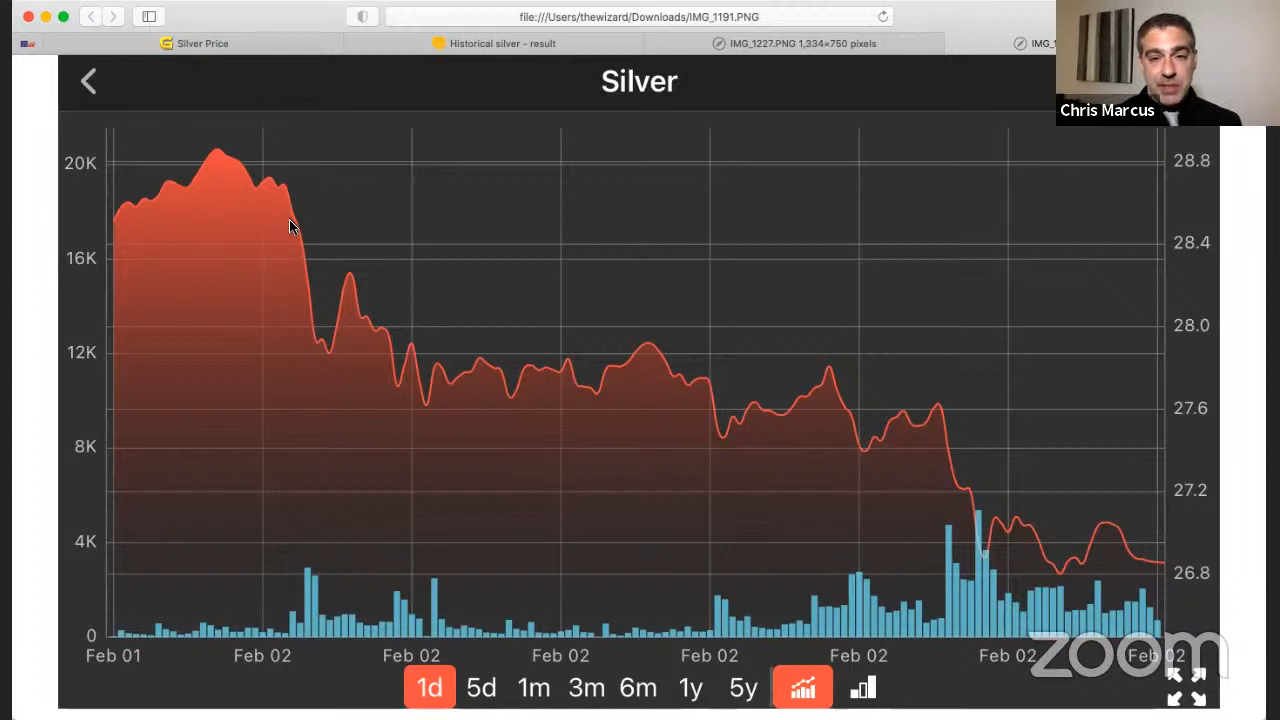 file:///Users/thewizard/Downloads/IMG_1191.PNG
Silver Price
Historical silver - result
IMG_1227.PNG 1,334×750 pixels
IMG_1
Silver
Chris Marcus
20K
16K
12K
8K
4K
0
28.8
28.4
28.0
27.6
27.2
26.8
Feb 01
Feb 02
Feb 02
Feb 02
Feb 02
Feb 02
Feb 02
Feb 02
zoom
1d
5d
1m
3m
6m
1y
5y